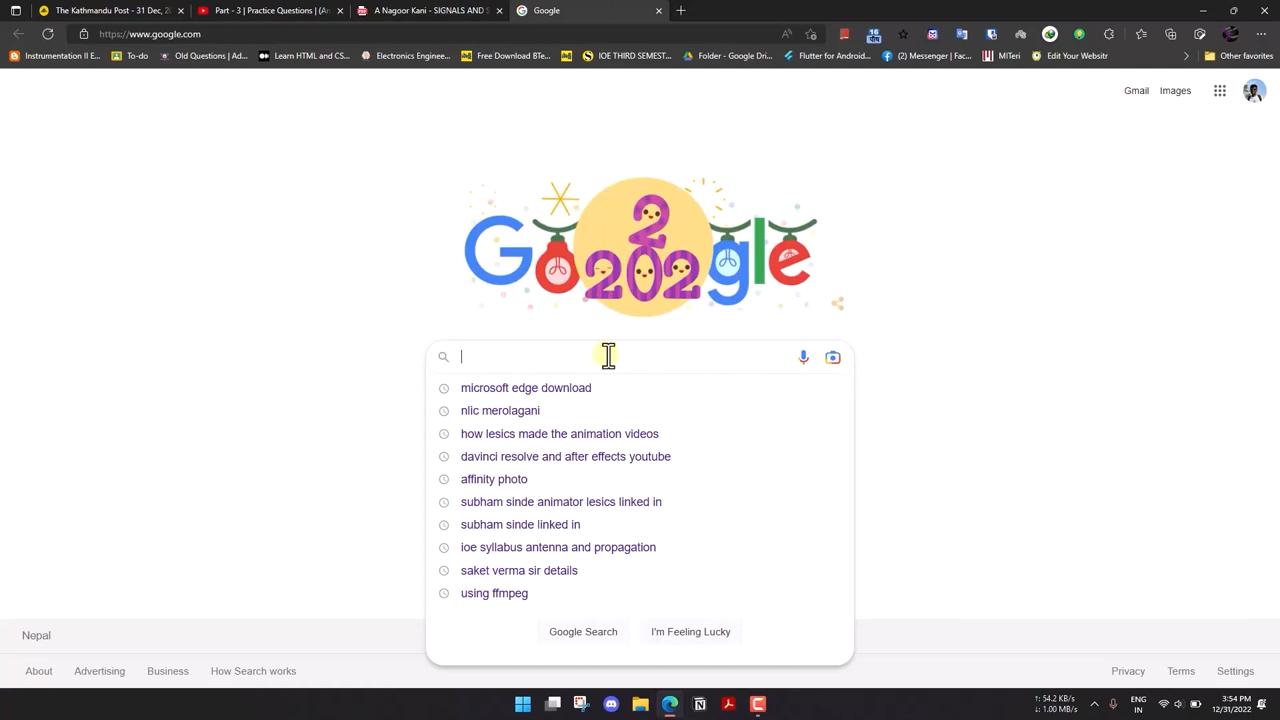 The Kathmandu Post - 31 Dec, 2
Part - 3 | Practice Questions | (An
A Nagoor Kani - SIGNALS AND S
Google
https://www.google.com
16
Instrumentation II E...
To-do
Old Questions | Ad...
Learn HTML and CS...
Electronics Enginee...
Free Download BTe...
IOE THIRD SEMEST...
Folder - Google Dri...
Flutter for Android...
(2) Messenger | Fac...
MITeri
Edit Your Websitr
Other favorites
Gmail
Images
Google
2
202
microsoft edge download
nlic merolagani
how lesics made the animation videos
davinci resolve and after effects youtube
affinity photo
subham sinde animator lesics linked in
subham sinde linked in
ioe syllabus antenna and propagation
saket verma sir details
using ffmpeg
Google Search
I'm Feeling Lucky
Nepal
About
Advertising
Business
How Search works
Privacy
Terms
Settings
↑: 54.2 KB/s
↓: 1.00 MB/s
ENG
IN
3:54 PM
12/31/2022